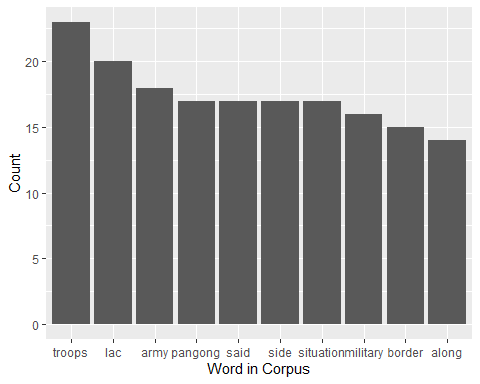 Count
20
15
10
5
0
troops lac army pangong said side situation military border along
Word in Corpus